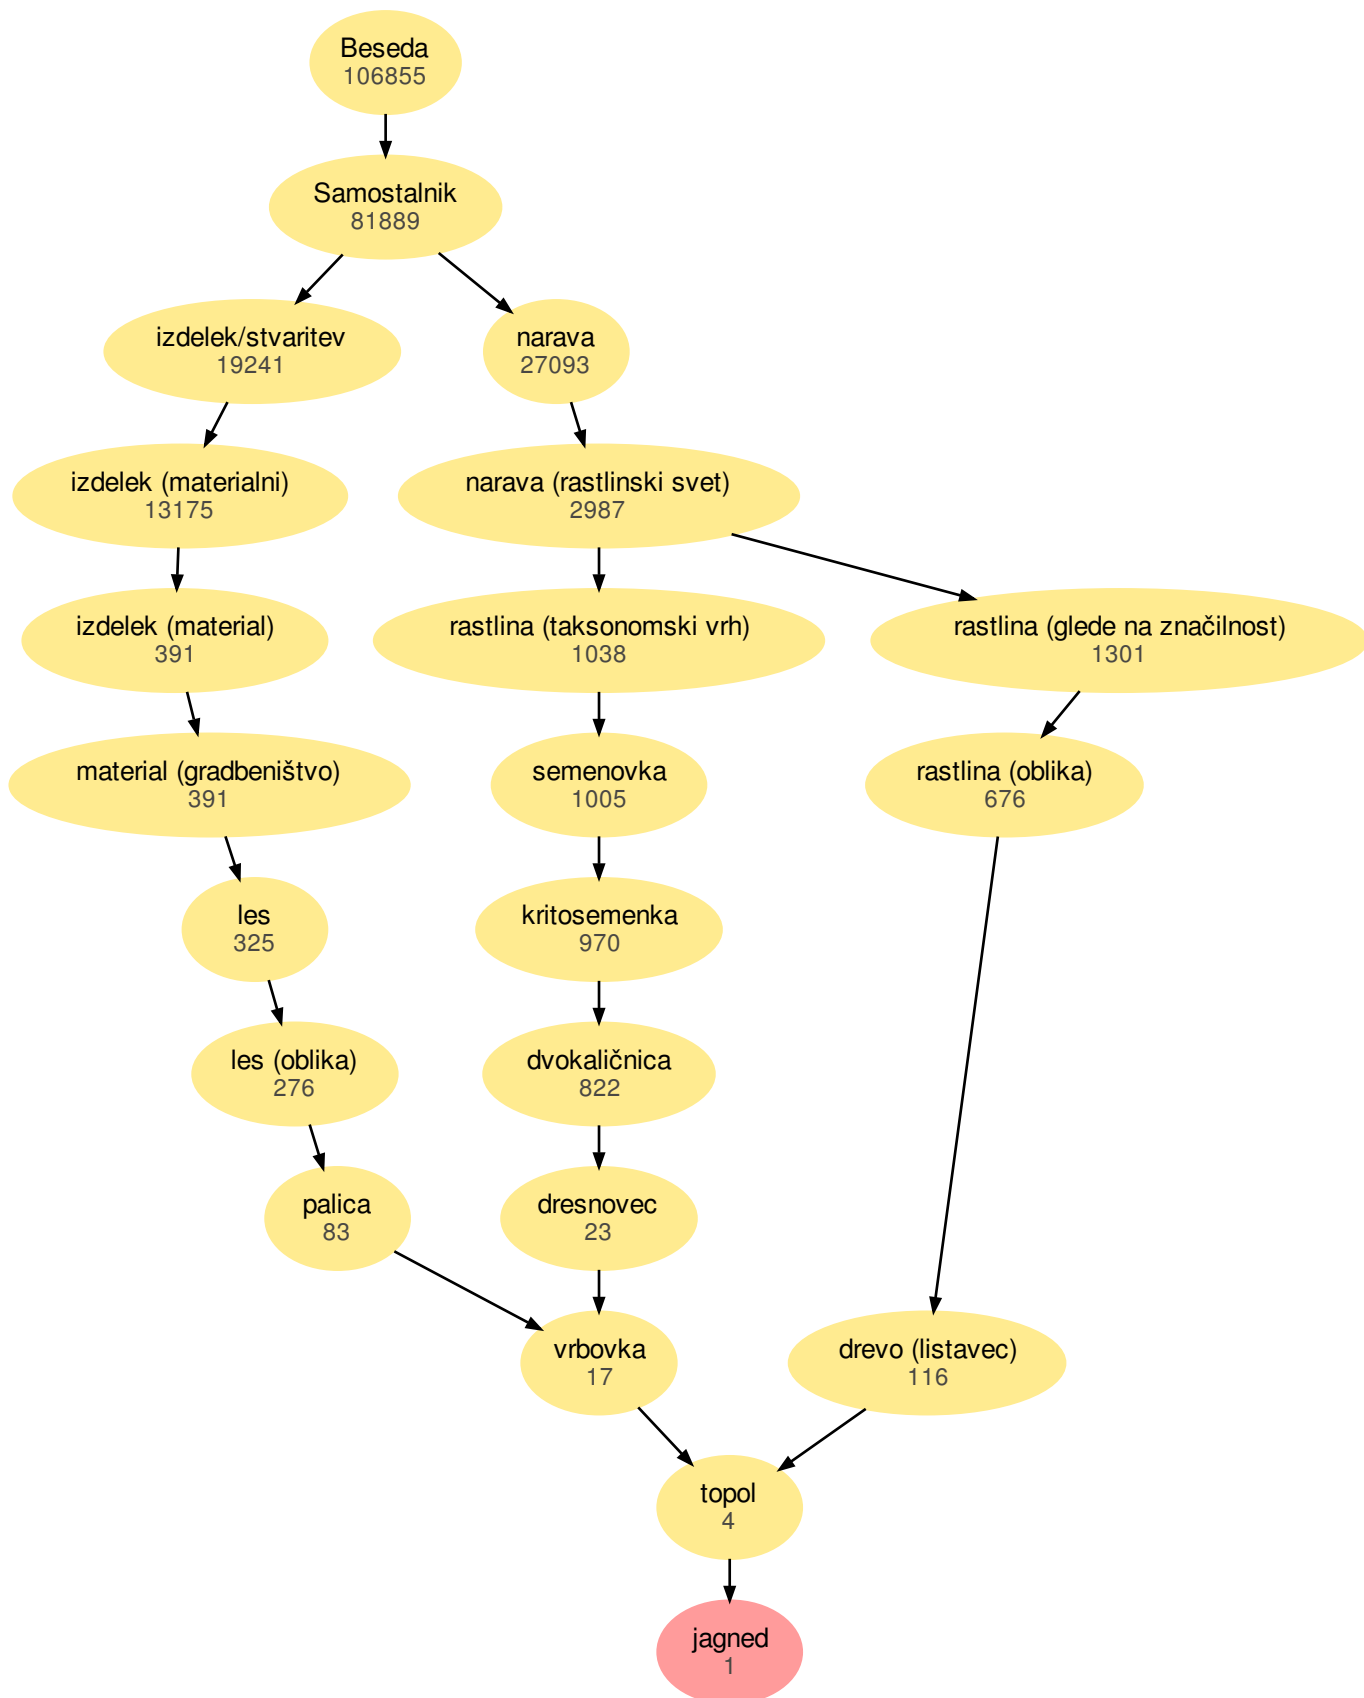 Beseda
106855
Samostalnik
81889
izdelek/stvaritev
19241
narava
27093
izdelek (materialni)
13175
narava (rastlinski svet)
2987
izdelek (material)
391
rastlina (taksonomski vrh)
1038
rastlina (glede na značilnost)
1301
material (gradbeništvo)
391
semenovka
1005
rastlina (oblika)
676
les
325
kritosemenka
970
les (oblika)
276
dvokaličnica
822
palica
83
dresnovec
23
vrbovka
17
drevo (listavec)
116
topol
4
jagned
1